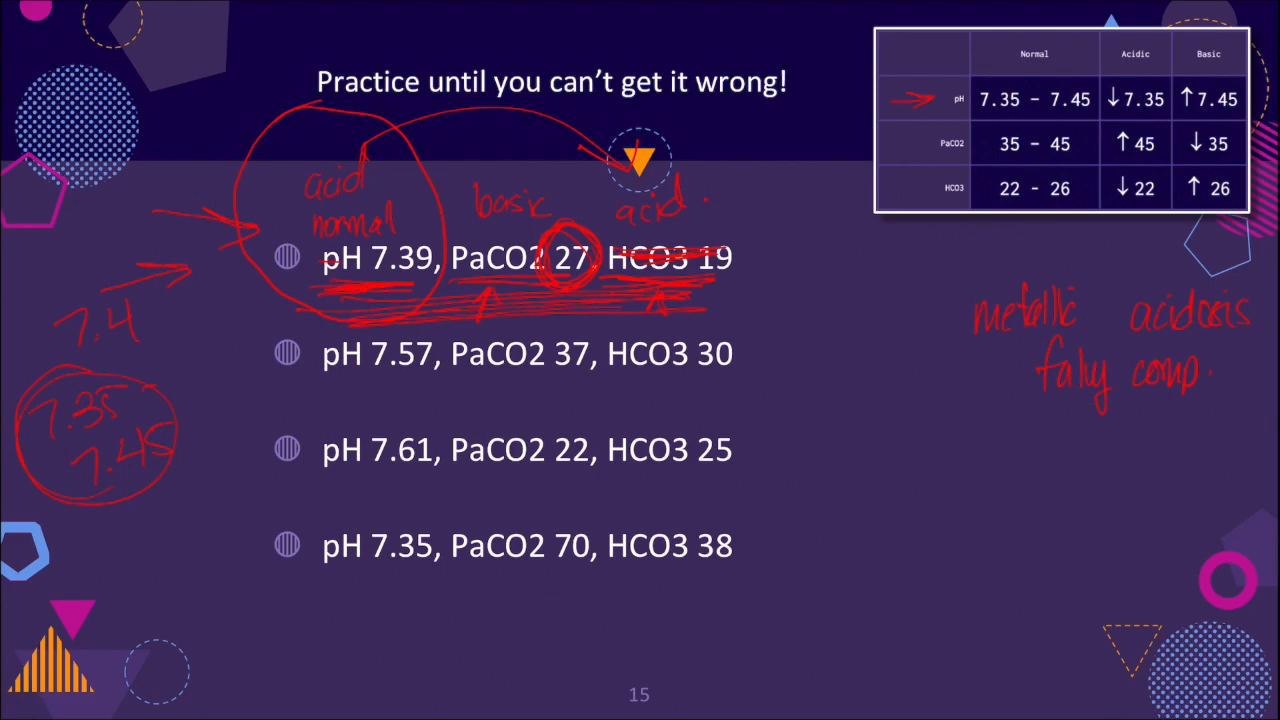 Practice until you can't get it wrong!
Normal Acidic Basic
pH 7.35 - 7.45 ↓7.35 ↑7.45
PaCO2 35 - 45 ↑45 ↓35
HCO3 22 - 26 ↓22 ↑26
acid basic acid.
normal
pH 7.39, PaCO2 27, HCO3 19
7.4
metallic acidosis
fully comp.
pH 7.57, PaCO2 37, HCO3 30
7.35
7.45
pH 7.61, PaCO2 22, HCO3 25
pH 7.35, PaCO2 70, HCO3 38
15